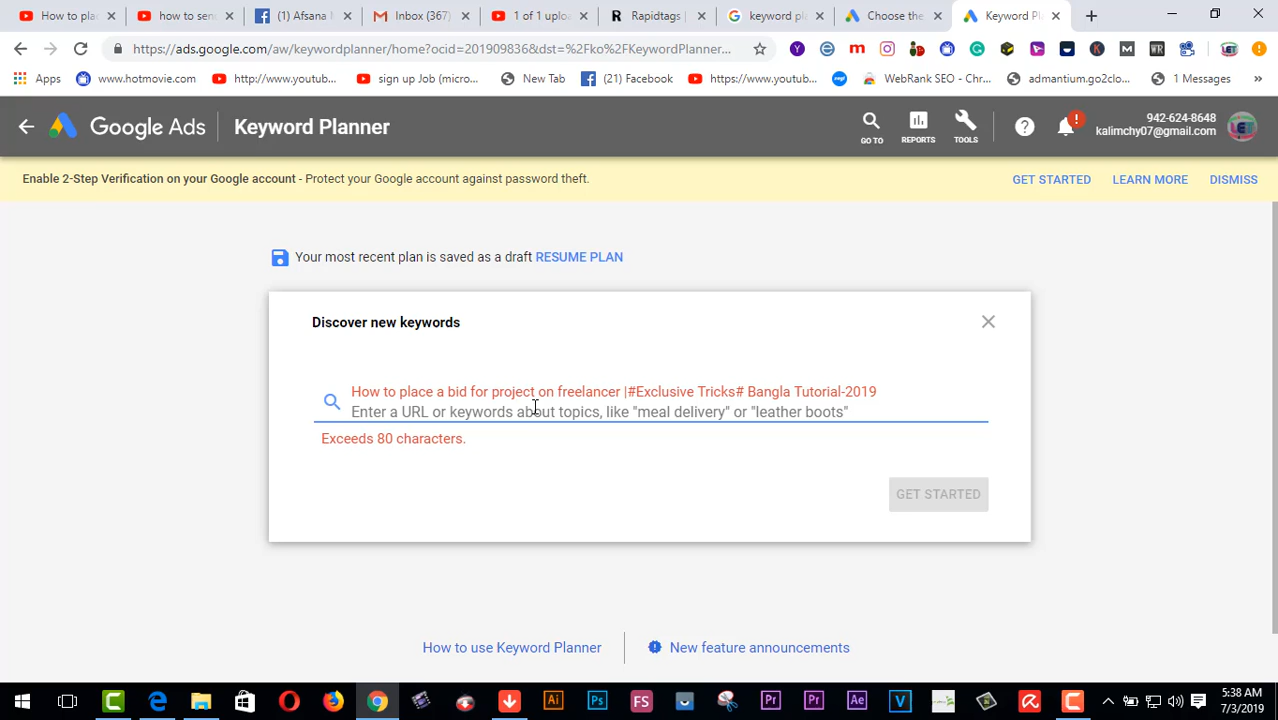 How to pla
how to sen
(1) Afsana
Inbox (367)
1 of 1 uploa
Rapidtags |
keyword pl
Choose the
Keyword Pl
https://ads.google.com/aw/keywordplanner/home?ocid=201909836&dst=%2Fko%2FKeywordPlanner...
Apps
www.hotmovie.com
http://www.youtub...
sign up Job (micro...
New Tab
(21) Facebook
https://www.youtub...
WebRank SEO - Chr...
admantium.go2clo...
1 Messages
Google Ads
Keyword Planner
GO TO
REPORTS
TOOLS
942-624-8648
kalimchy07@gmail.com
Enable 2-Step Verification on your Google account - Protect your Google account against password theft.
GET STARTED
LEARN MORE
DISMISS
Your most recent plan is saved as a draft RESUME PLAN
Discover new keywords
How to place a bid for project on freelancer |#Exclusive Tricks# Bangla Tutorial-2019
Enter a URL or keywords about topics, like "meal delivery" or "leather boots"
Exceeds 80 characters.
GET STARTED
How to use Keyword Planner
New feature announcements
5:38 AM
7/3/2019